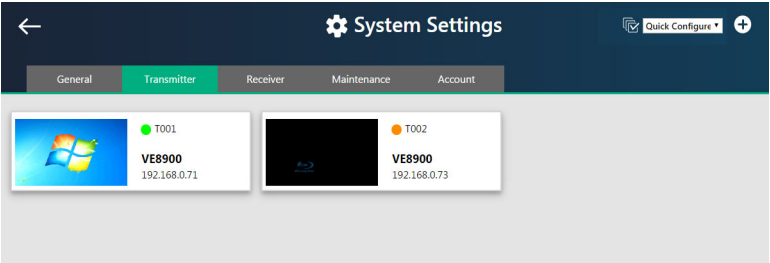 System Settings
Quick Configure
General
Transmitter
Receiver
Maintenance
Account
T001
VE8900
192.168.0.71
T002
VE8900
192.168.0.73